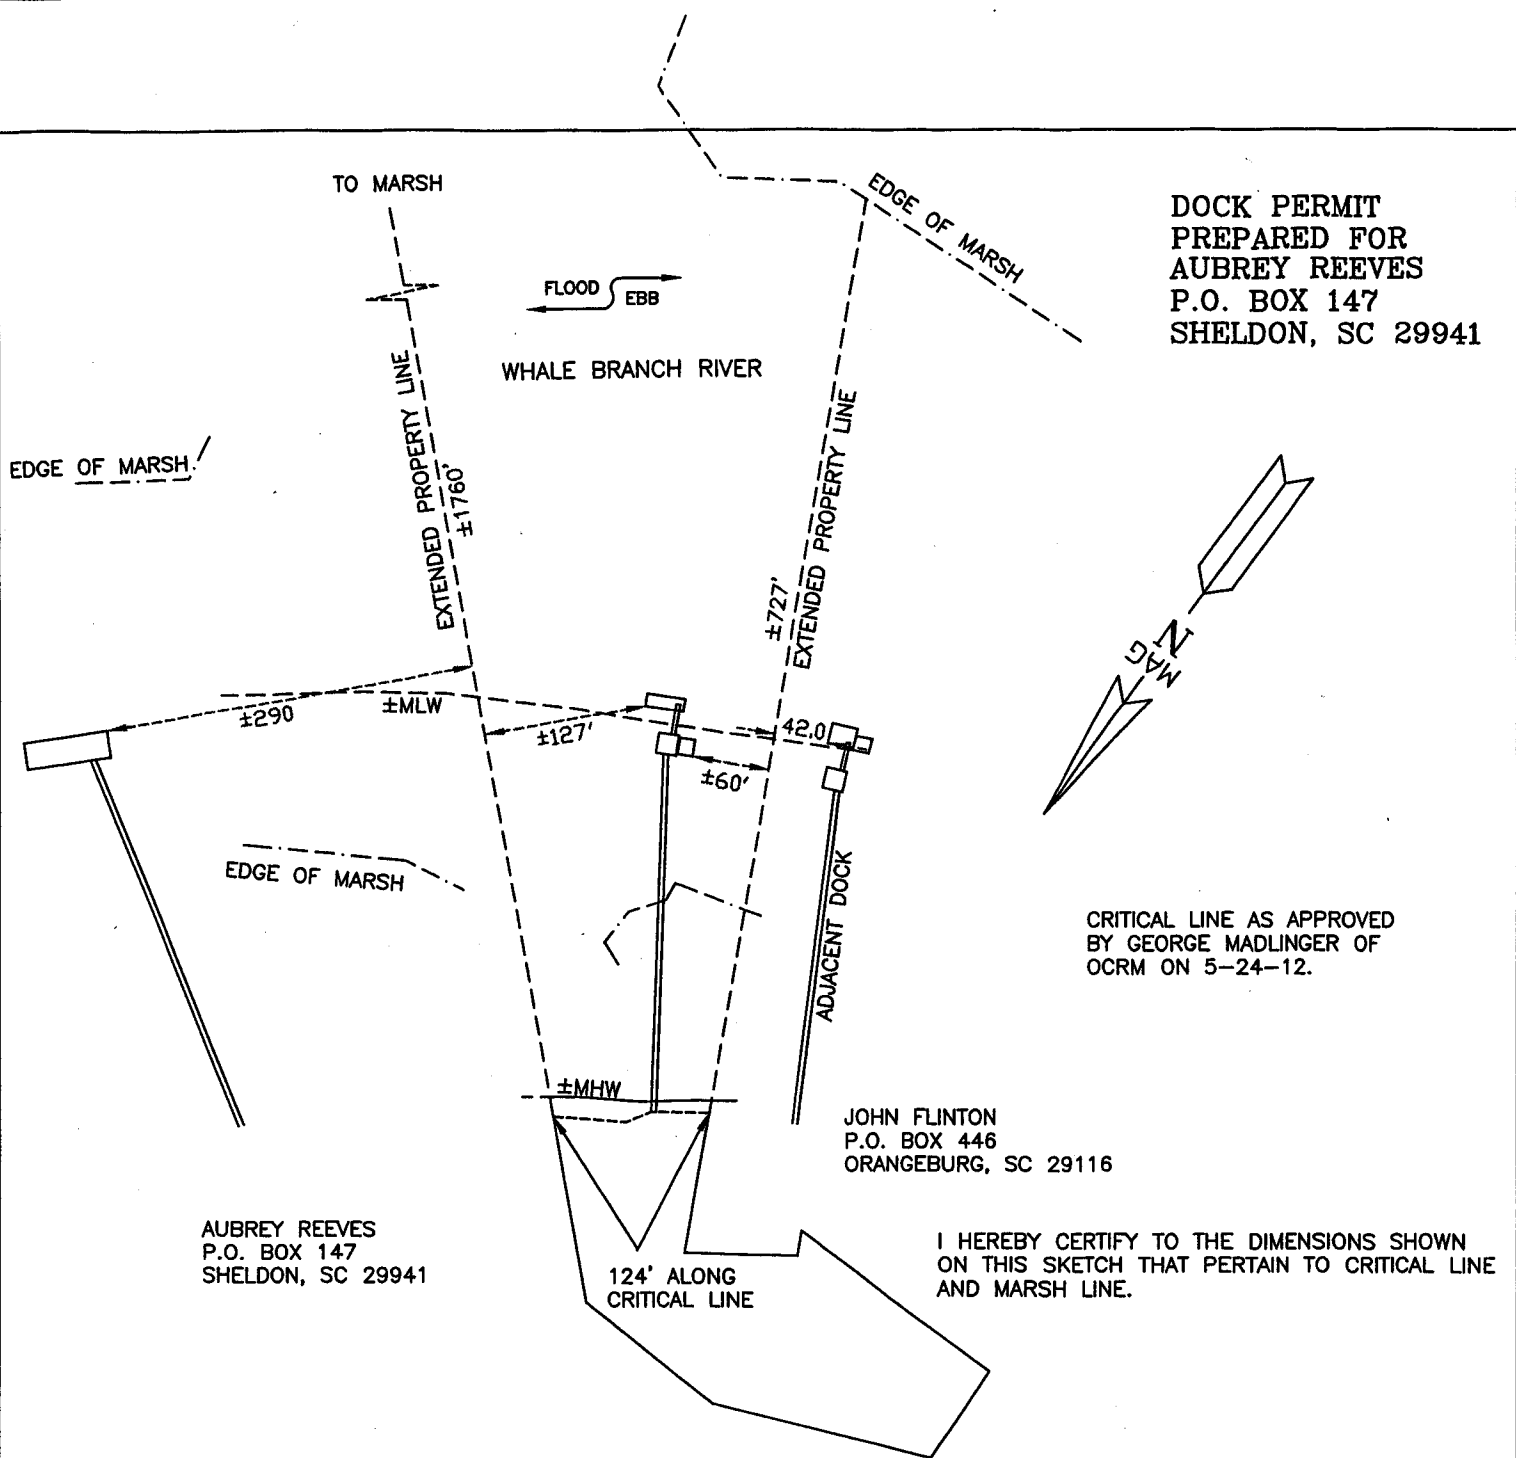 TO MARSH
EDGE OF MARSH
DOCK PERMIT
PREPARED FOR
AUBREY REEVES
P.O. BOX 147
SHELDON, SC 29941
FLOOD
EBB
WHALE BRANCH RIVER
EXTENDED PROPERTY LINE
±1760'
EXTENDED PROPERTY LINE
±727'
EDGE OF MARSH
N
MAG
±290
±MLW
±127'
42.0
±60'
EDGE OF MARSH
ADJACENT DOCK
CRITICAL LINE AS APPROVED
BY GEORGE MADLINGER OF
OCRM ON 5-24-12.
±MHW
JOHN FLINTON
P.O. BOX 446
ORANGEBURG, SC 29116
AUBREY REEVES
P.O. BOX 147
SHELDON, SC 29941
124' ALONG
CRITICAL LINE
I HEREBY CERTIFY TO THE DIMENSIONS SHOWN
ON THIS SKETCH THAT PERTAIN TO CRITICAL LINE
AND MARSH LINE.